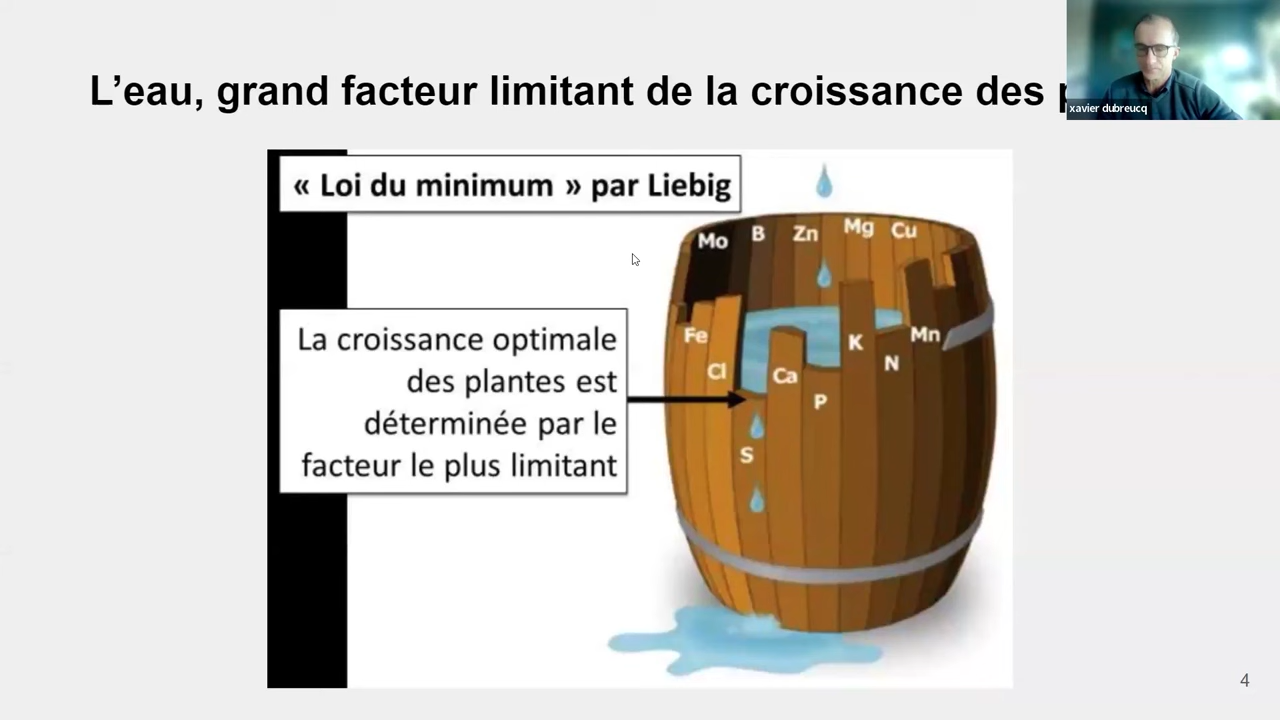 L’eau, grand facteur limitant de la croissance des
xavier dubreucq
« Loi du minimum » par Liebig
Mo B Zn Mg Cu
La croissance optimale
des plantes est
déterminée par le
facteur le plus limitant
Fe Cl Ca P K N Mn
S
4